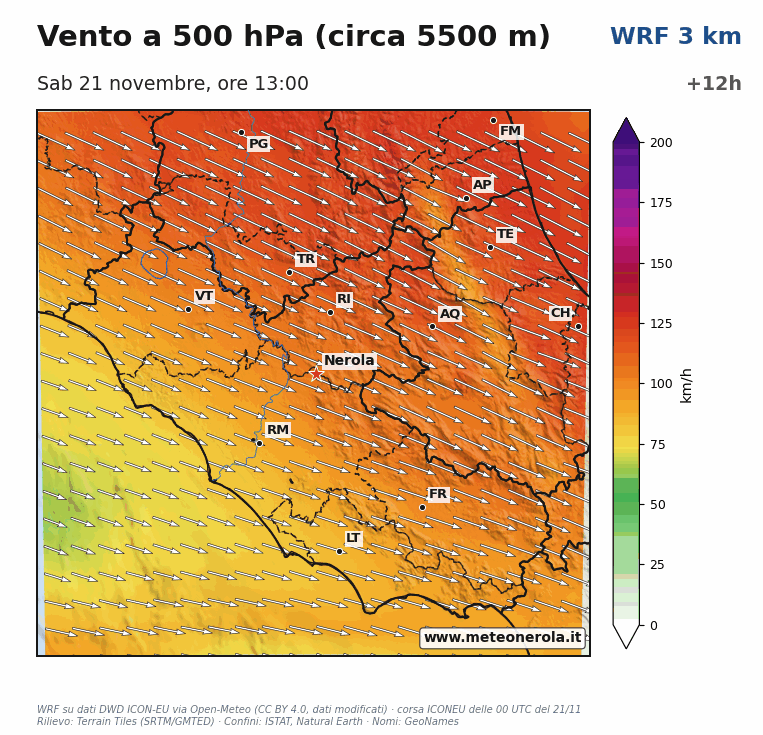 Vento a 500 hPa (circa 5500 m)
WRF 3 km
Sab 21 novembre, ore 13:00
+12h
FM
PG
AP
TE
TR
VT
RI
AQ
CH
Nerola
RM
FR
LT
www.meteonerola.it
200
175
150
125
100
75
50
25
0
km/h
WRF su dati DWD ICON-EU via Open-Meteo (CC BY 4.0, dati modificati) · corsa ICONEU delle 00 UTC del 21/11
Rilievo: Terrain Tiles (SRTM/GMTED) · Confini: ISTAT, Natural Earth · Nomi: GeoNames